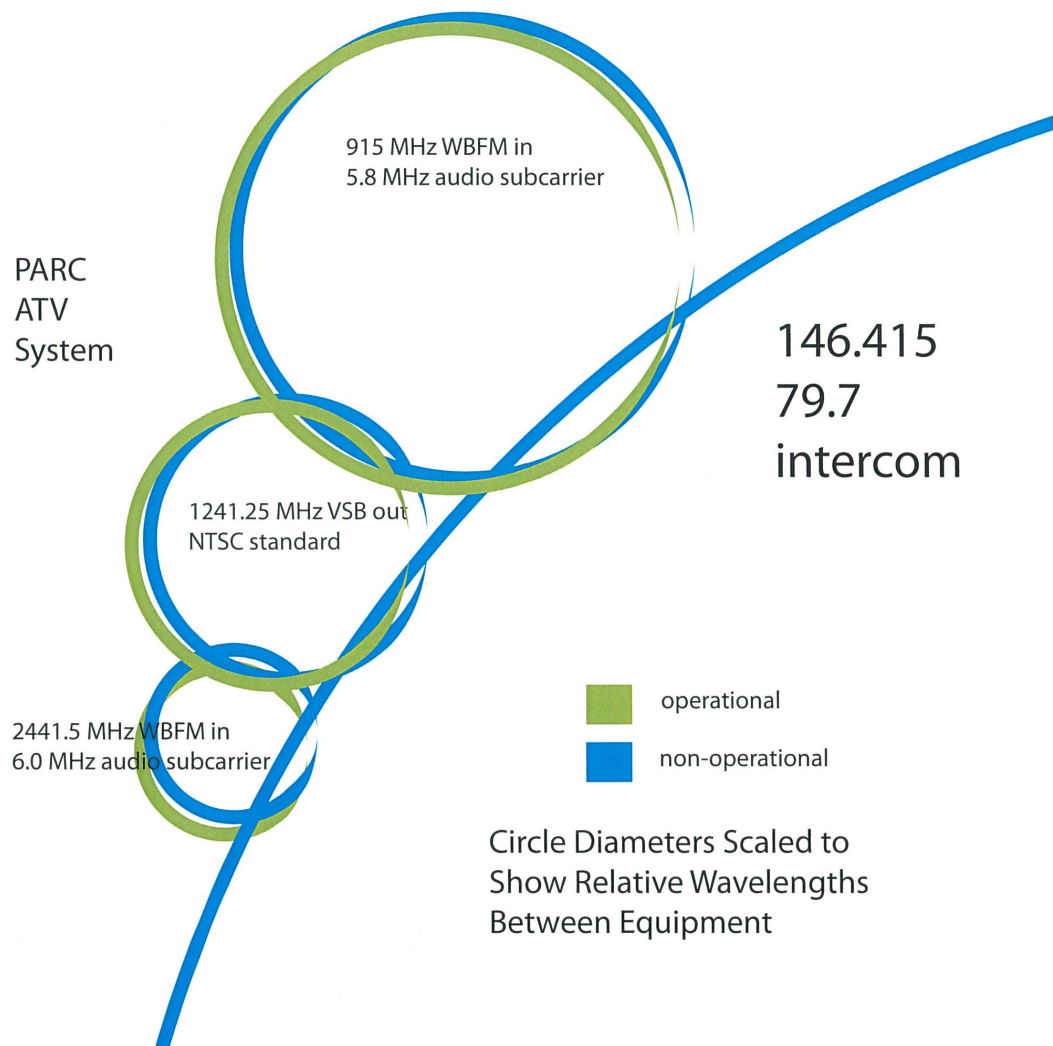 915 MHz WBFM in
5.8 MHz audio subcarrier
PARC
ATV
System
146.415
79.7
intercom
1241.25 MHz VSB out
NTSC standard
2441.5 MHz WBFM in
6.0 MHz audio subcarrier
operational
non-operational
Circle Diameters Scaled to
Show Relative Wavelengths
Between Equipment